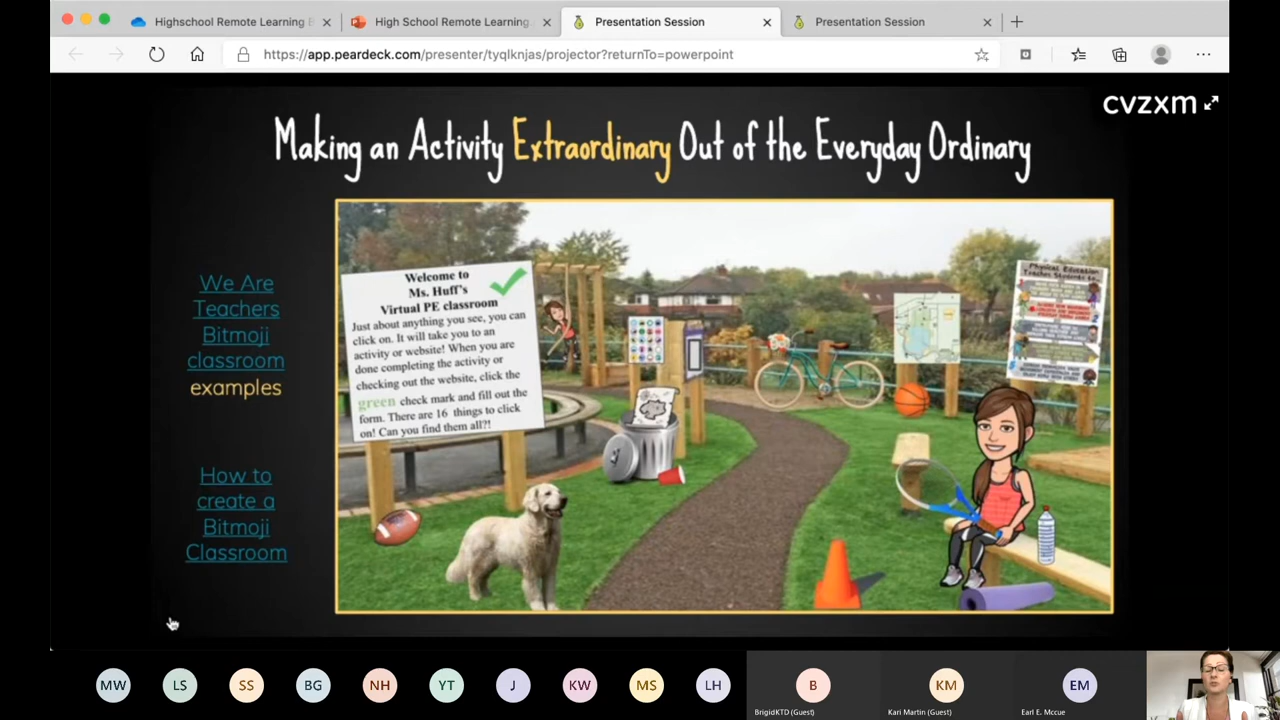 Highschool Remote Learning
High School Remote Learning
Presentation Session
Presentation Session
https://app.peardeck.com/presenter/tyqlknjas/projector?returnTo=powerpoint
cvzxm
Making an Activity Extraordinary Out of the Everyday Ordinary
We Are
Teachers
Bitmoji
classroom
examples
How to
create a
Bitmoji
Classroom
Welcome to
Ms. Huff's
Virtual PE classroom
Just about anything you see, you can
click on. It will take you to an
activity or website! When you are
done completing the activity or
checking out the website, click the
green check mark and fill out the
form. There are 16 things to click
on! Can you find them all?!
Physical Education
Teaches Students to...
MW LS SS BG NH YT J KW MS LH B KM EM
BrigidKTD (Guest) Kari Martin (Guest) Earl E. Mccue